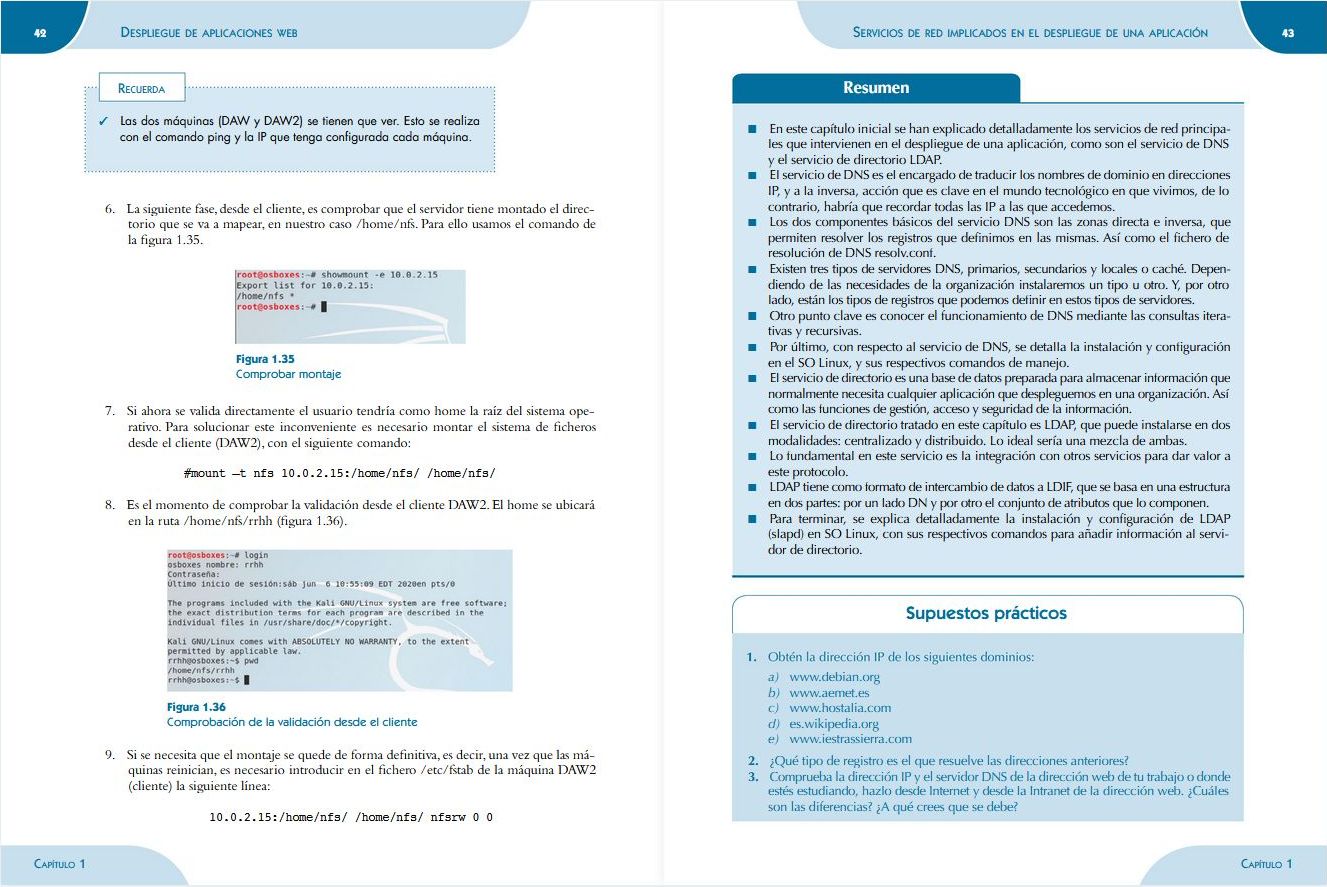 42
DESPLIEGUE DE APLICACIONES WEB
RECUERDA
✓ Las dos máquinas (DAW y DAW2) se tienen que ver. Esto se realiza
con el comando ping y la IP que tenga configurada cada máquina.
6. La siguiente fase, desde el cliente, es comprobar que el servidor tiene montado el direc-
torio que se va a mapear, en nuestro caso /home/nfs. Para ello usamos el comando de
la figura 1.35.
root@osboxes:~# showmount -e 10.0.2.15
Export list for 10.0.2.15:
/home/nfs *
root@osboxes:~#
Figura 1.35
Comprobar montaje
7. Si ahora se valida directamente el usuario tendría como home la raíz del sistema ope-
rativo. Para solucionar este inconveniente es necesario montar el sistema de ficheros
desde el cliente (DAW2), con el siguiente comando:
#mount –t nfs 10.0.2.15:/home/nfs/ /home/nfs/
8. Es el momento de comprobar la validación desde el cliente DAW2. El home se ubicará
en la ruta /home/nfs/rrhh (figura 1.36).
root@osboxes:~# login
osboxes nombre: rrhh
Contraseña:
Último inicio de sesión:sáb jun  6 10:55:09 EDT 2020en pts/0
The programs included with the Kali GNU/Linux system are free software;
the exact distribution terms for each program are described in the
individual files in /usr/share/doc/*/copyright.
Kali GNU/Linux comes with ABSOLUTELY NO WARRANTY, to the extent
permitted by applicable law.
rrhh@osboxes:~$ pwd
/home/nfs/rrhh
rrhh@osboxes:~$
Figura 1.36
Comprobación de la validación desde el cliente
9. Si se necesita que el montaje se quede de forma definitiva, es decir, una vez que las má-
quinas reinician, es necesario introducir en el fichero /etc/fstab de la máquina DAW2
(cliente) la siguiente línea:
10.0.2.15:/home/nfs/ /home/nfs/ nfsrw 0 0
CAPÍTULO 1
SERVICIOS DE RED IMPLICADOS EN EL DESPLIEGUE DE UNA APLICACIÓN
43
Resumen
■ En este capítulo inicial se han explicado detalladamente los servicios de red principa-
les que intervienen en el despliegue de una aplicación, como son el servicio de DNS
y el servicio de directorio LDAP.
■ El servicio de DNS es el encargado de traducir los nombres de dominio en direcciones
IP, y a la inversa, acción que es clave en el mundo tecnológico en que vivimos, de lo
contrario, habría que recordar todas las IP a las que accedemos.
■ Los dos componentes básicos del servicio DNS son las zonas directa e inversa, que
permiten resolver los registros que definimos en las mismas. Así como el fichero de
resolución de DNS resolv.conf.
■ Existen tres tipos de servidores DNS, primarios, secundarios y locales o caché. Depen-
diendo de las necesidades de la organización instalaremos un tipo u otro. Y, por otro
lado, están los tipos de registros que podemos definir en estos tipos de servidores.
■ Otro punto clave es conocer el funcionamiento de DNS mediante las consultas itera-
tivas y recursivas.
■ Por último, con respecto al servicio de DNS, se detalla la instalación y configuración
en el SO Linux, y sus respectivos comandos de manejo.
■ El servicio de directorio es una base de datos preparada para almacenar información que
normalmente necesita cualquier aplicación que despleguemos en una organización. Así
como las funciones de gestión, acceso y seguridad de la información.
■ El servicio de directorio tratado en este capítulo es LDAP, que puede instalarse en dos
modalidades: centralizado y distribuido. Lo ideal sería una mezcla de ambas.
■ Lo fundamental en este servicio es la integración con otros servicios para dar valor a
este protocolo.
■ LDAP tiene como formato de intercambio de datos a LDIF, que se basa en una estructura
en dos partes: por un lado DN y por otro el conjunto de atributos que lo componen.
■ Para terminar, se explica detalladamente la instalación y configuración de LDAP
(slapd) en SO Linux, con sus respectivos comandos para añadir información al servi-
dor de directorio.
Supuestos prácticos
1. Obtén la dirección IP de los siguientes dominios:
a) www.debian.org
b) www.aemet.es
c) www.hostalia.com
d) es.wikipedia.org
e) www.iestrassierra.com
2. ¿Qué tipo de registro es el que resuelve las direcciones anteriores?
3. Comprueba la dirección IP y el servidor DNS de la dirección web de tu trabajo o donde
estés estudiando, hazlo desde Internet y desde la Intranet de la dirección web. ¿Cuáles
son las diferencias? ¿A qué crees que se debe?
CAPÍTULO 1